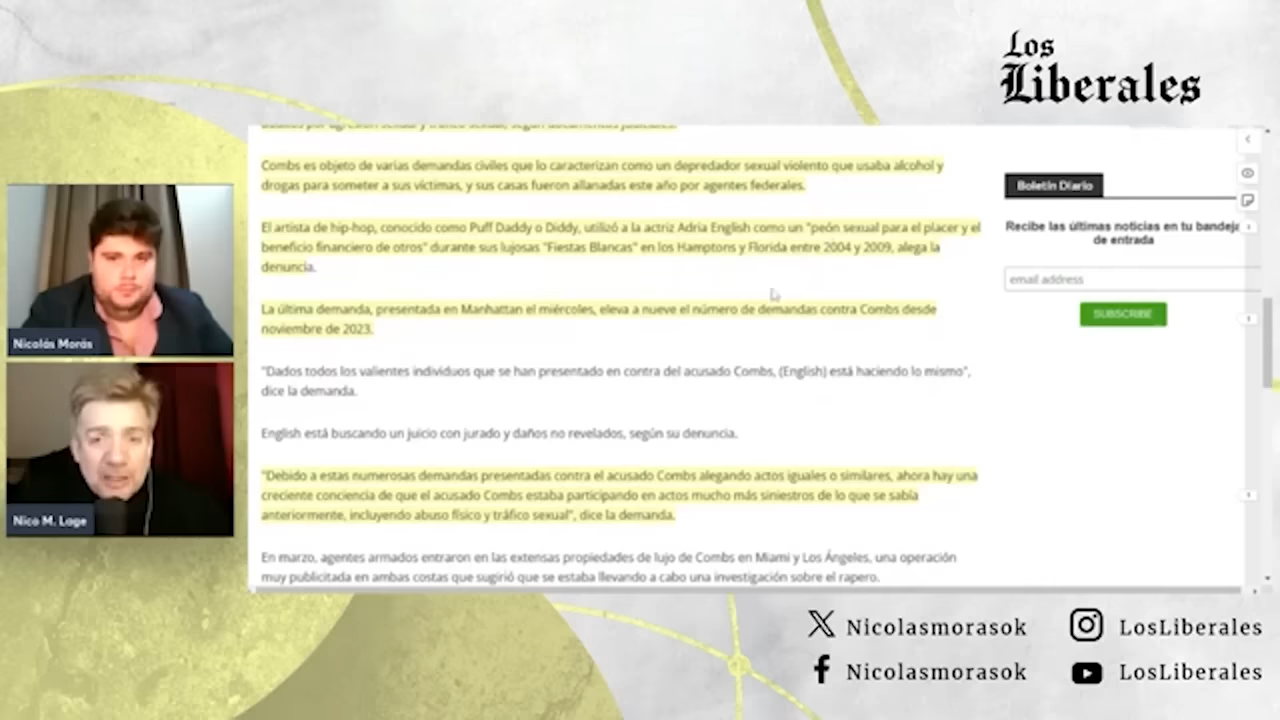 Los
Liberales
Combs es objeto de varias demandas civiles que lo caracterizan como un depredador sexual violento que usaba alcohol y
drogas para someter a sus víctimas, y sus casas fueron allanadas este año por agentes federales.
El artista de hip-hop, conocido como Puff Daddy o Diddy, utilizó a la actriz Adria English como un "peón sexual para el placer y el
beneficio financiero de otros" durante sus lujosas "Fiestas Blancas" en los Hamptons y Florida entre 2004 y 2009, alega la
denuncia.
La última demanda, presentada en Manhattan el miércoles, eleva a nueve el número de demandas contra Combs desde
noviembre de 2023.
"Dados todos los valientes individuos que se han presentado en contra del acusado Combs, (English) está haciendo lo mismo",
dice la demanda.
English está buscando un juicio con jurado y daños no revelados, según su denuncia.
"Debido a estas numerosas demandas presentadas contra el acusado Combs alegando actos iguales o similares, ahora hay una
creciente conciencia de que el acusado Combs estaba participando en actos mucho más siniestros de lo que se sabía
anteriormente, incluyendo abuso físico y tráfico sexual", dice la demanda.
En marzo, agentes armados entraron en las extensas propiedades de lujo de Combs en Miami y Los Ángeles, una operación
muy publicitada en ambas costas que sugirió que se estaba llevando a cabo una investigación sobre el rapero.
Boletín Diario
Recibe las últimas noticias en tu bandeja
de entrada
email address
SUBSCRIBE
Nicolás Morás
Nico M. Lage
Nicolasmorasok
LosLiberales
Nicolasmorasok
LosLiberales